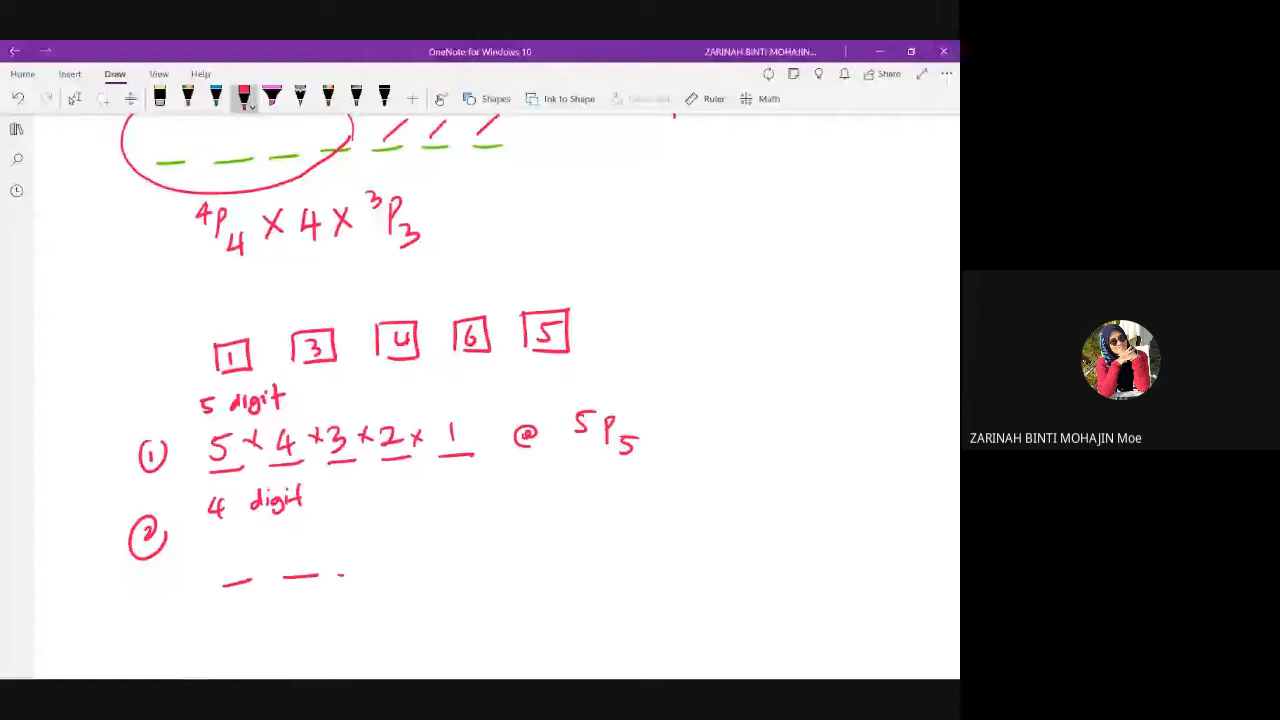 OneNote for Windows 10
ZARINAH BINTI MOHAJIN...
Home Insert Draw View Help
Share
Shapes Ink to Shape Ruler Math
⁴P₄ × 4 × ³P₃
1 3 4 6 5
5 digit
① 5 × 4 × 3 × 2 × 1 @ ⁵P₅
4 digit
②
ZARINAH BINTI MOHAJIN Moe